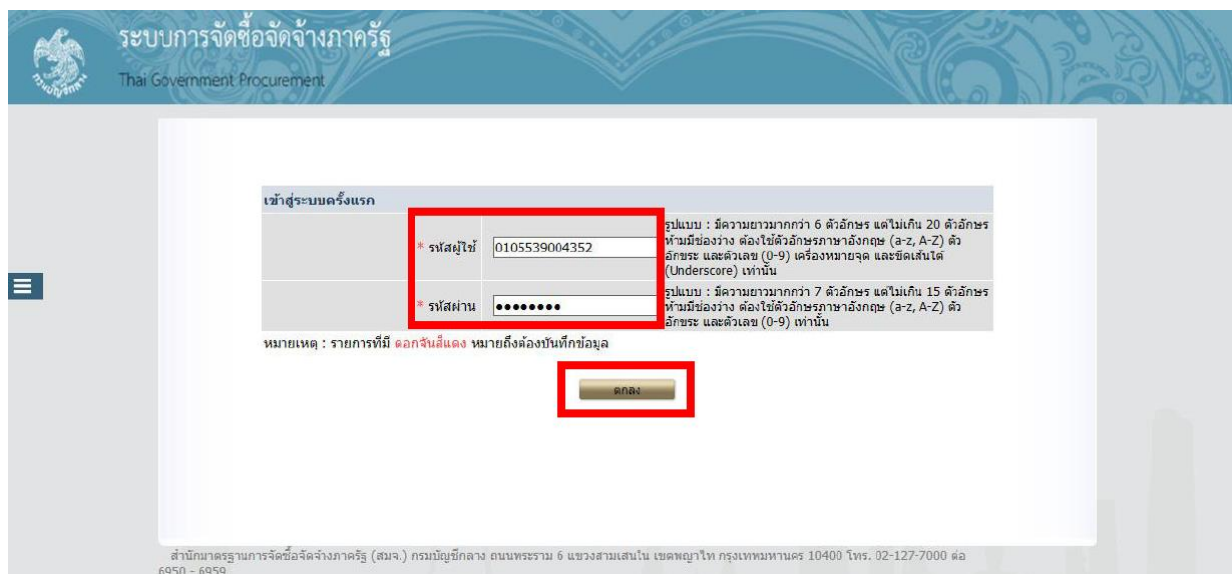 ระบบการจัดซื้อจัดจ้างภาครัฐ
Thai Government Procurement
กรมบัญชีกลาง
เข้าสู่ระบบครั้งแรก
* รหัสผู้ใช้ 0105539004352
รูปแบบ : มีความยาวมากกว่า 6 ตัวอักษร แต่ไม่เกิน 20 ตัวอักษร
ห้ามมีช่องว่าง ต้องใช้ตัวอักษรภาษาอังกฤษ (a-z, A-Z) ตัว
อักขระ และตัวเลข (0-9) เครื่องหมายจุด และขีดเส้นใต้
(Underscore) เท่านั้น
* รหัสผ่าน ●●●●●●●●
รูปแบบ : มีความยาวมากกว่า 7 ตัวอักษร แต่ไม่เกิน 15 ตัวอักษร
ห้ามมีช่องว่าง ต้องใช้ตัวอักษรภาษาอังกฤษ (a-z, A-Z) ตัว
อักขระ และตัวเลข (0-9) เท่านั้น
หมายเหตุ : รายการที่มี ดอกจันสีแดง หมายถึงต้องบันทึกข้อมูล
ตกลง
สำนักมาตรฐานการจัดซื้อจัดจ้างภาครัฐ (สมจ.) กรมบัญชีกลาง ถนนพระราม 6 แขวงสามเสนใน เขตพญาไท กรุงเทพมหานคร 10400 โทร. 02-127-7000 ต่อ
6950 - 6959